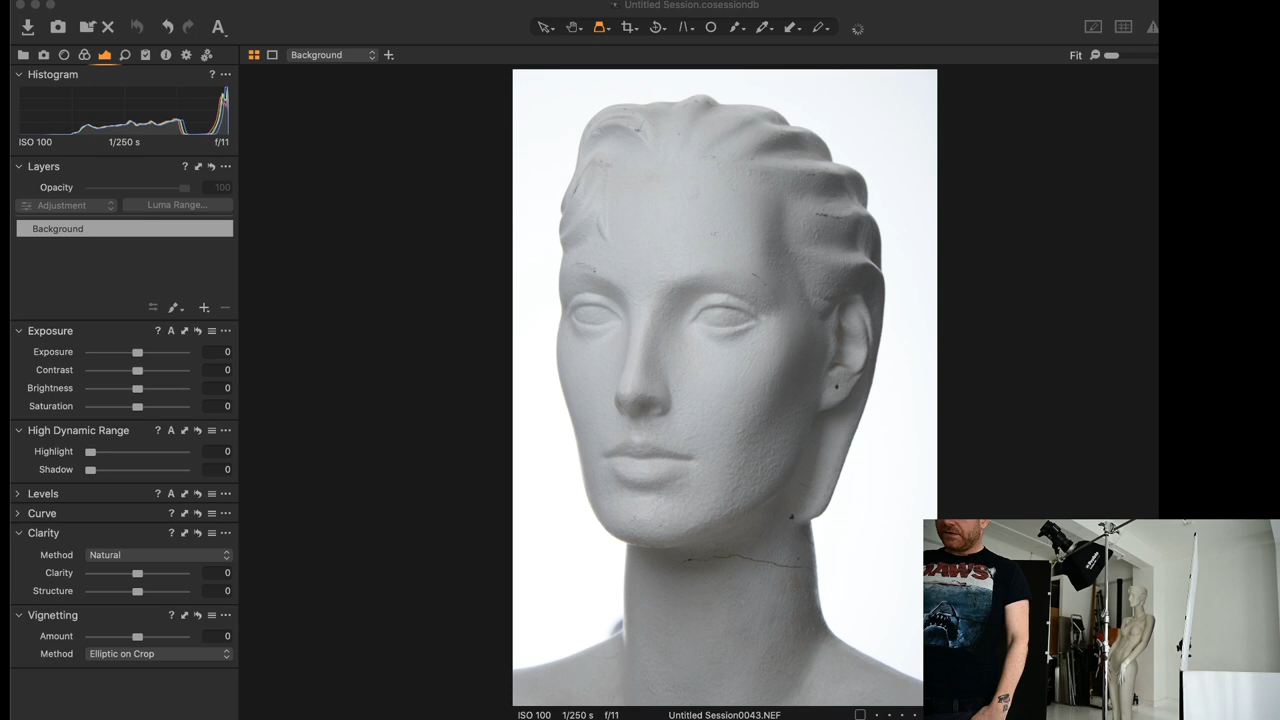 Untitled Session.cosessiondb
A
Background
Fit
Histogram ?
ISO 100 1/250 s f/11
Layers ?
Opacity 100
Adjustment Luma Range...
Background
Exposure ? A
Exposure 0
Contrast 0
Brightness 0
Saturation 0
High Dynamic Range ? A
Highlight 0
Shadow 0
Levels ? A
Curve ?
Clarity ?
Method Natural
Clarity 0
Structure 0
Vignetting ?
Amount 0
Method Elliptic on Crop
ISO 100 1/250 s f/11 Untitled Session0043.NEF
JAWS